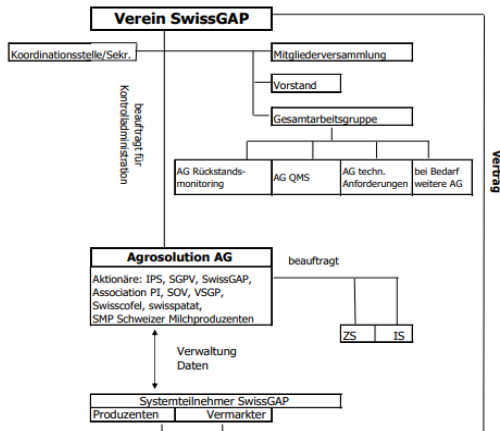 Verein SwissGAP
Koordinationsstelle/Sekr.
Mitgliederversammlung
Vorstand
Gesamtarbeitsgruppe
beauftragt für
Kontrolladministration
Vertrag
AG Rückstands-
monitoring
AG QMS
AG techn.
Anforderungen
bei Bedarf
weitere AG
Agrosolution AG
Aktionäre: IPS, SGPV, SwissGAP,
Association PI, SOV, VSGP,
Swisscofel, swisspatat,
SMP Schweizer Milchproduzenten
beauftragt
ZS IS
Verwaltung
Daten
Systemteilnehmer SwissGAP
Produzenten Vermarkter